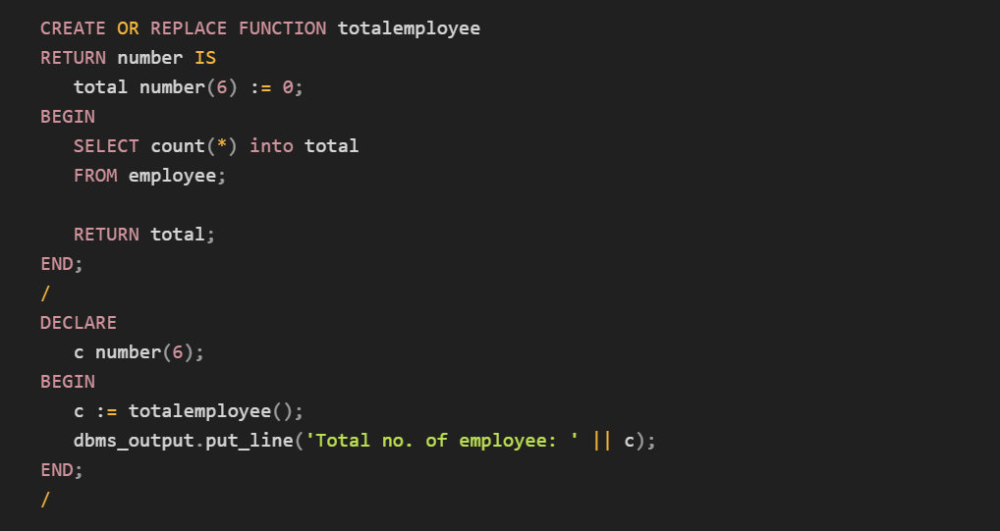 CREATE OR REPLACE FUNCTION totalemployee
RETURN number IS
   total number(6) := 0;
BEGIN
   SELECT count(*) into total
   FROM employee;

   RETURN total;
END;
/
DECLARE
   c number(6);
BEGIN
   c := totalemployee();
   dbms_output.put_line('Total no. of employee: ' || c);
END;
/